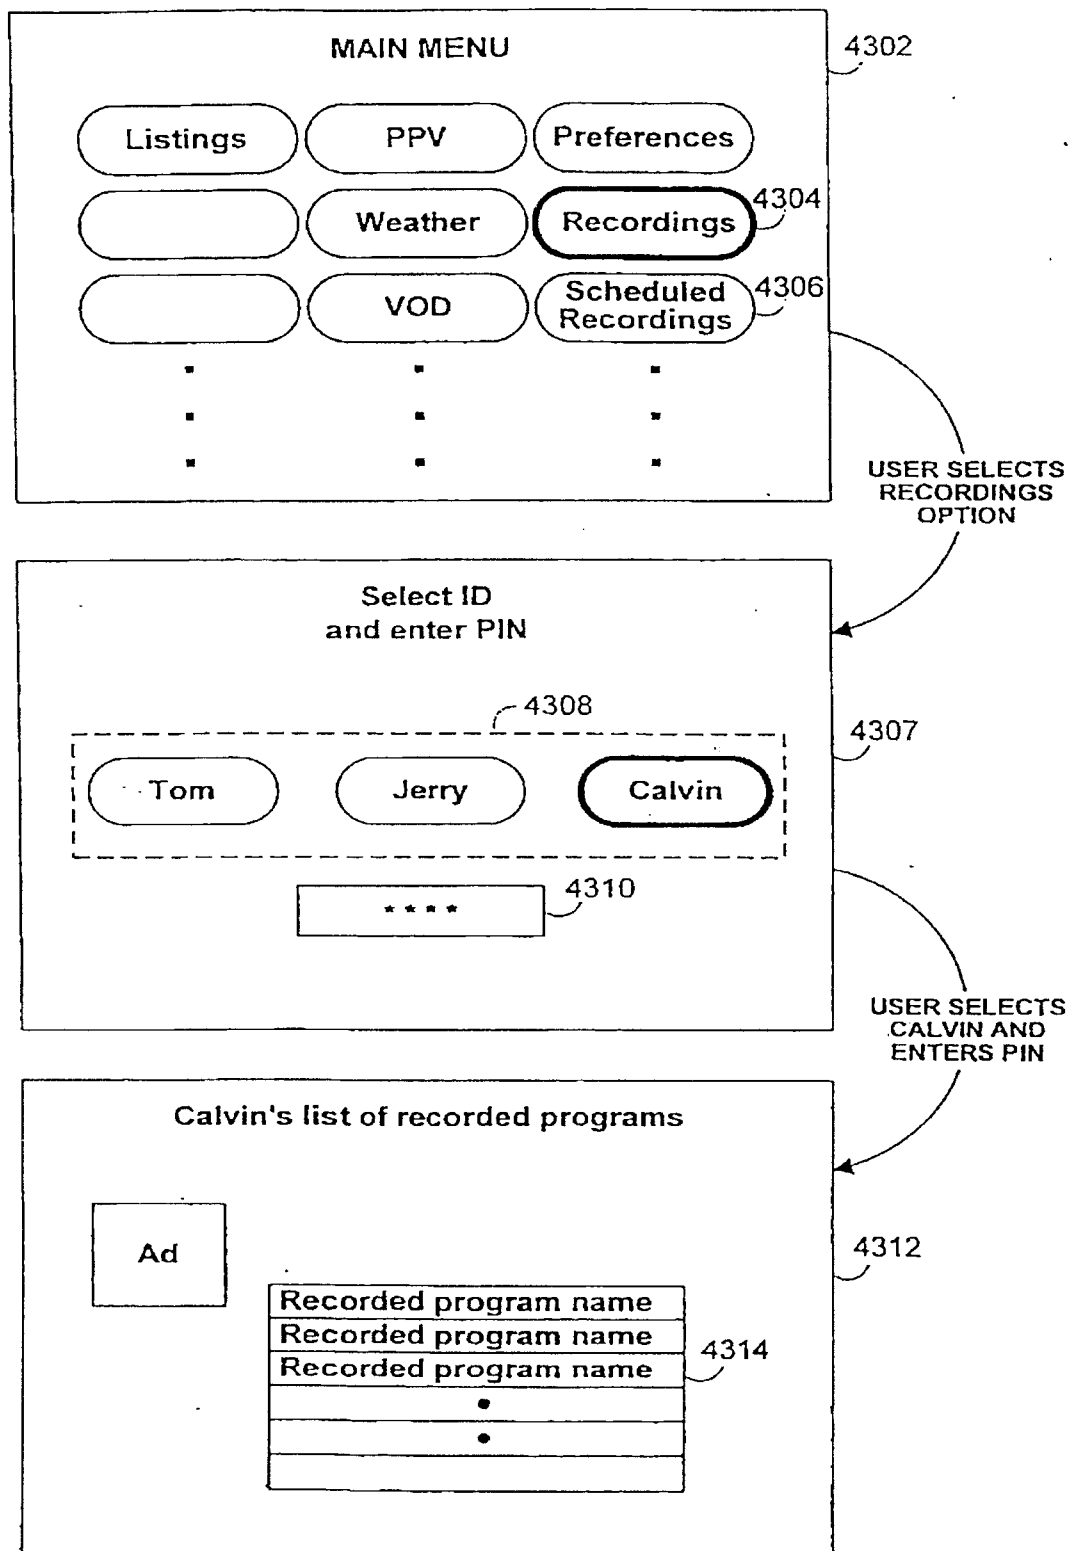 MAIN MENU
4302
Listings
PPV
Preferences
Weather
Recordings
4304
VOD
Scheduled
Recordings
4306
USER SELECTS
RECORDINGS
OPTION
Select ID
and enter PIN
4308
4307
Tom
Jerry
Calvin
****
4310
USER SELECTS
CALVIN AND
ENTERS PIN
Calvin's list of recorded programs
Ad
4312
Recorded program name
Recorded program name
Recorded program name
4314